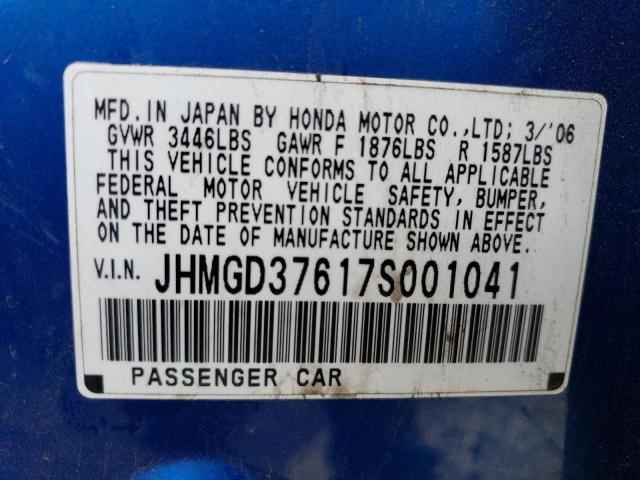 MFD. IN JAPAN BY HONDA MOTOR CO.,LTD; 3/'06
GVWR 3446LBS GAWR F 1876LBS R 1587LBS
THIS VEHICLE CONFORMS TO ALL APPLICABLE
FEDERAL MOTOR VEHICLE SAFETY, BUMPER,
AND THEFT PREVENTION STANDARDS IN EFFECT
ON THE DATE OF MANUFACTURE SHOWN ABOVE.
V.I.N. JHMGD37617S001041
PASSENGER CAR